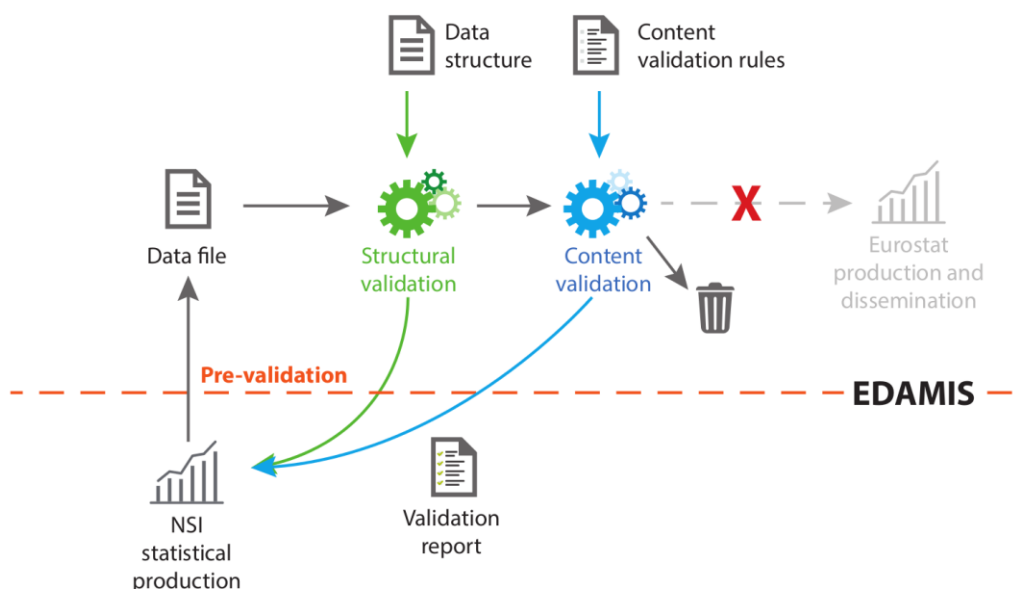 Data
structure
Content
validation rules
Data file
Structural
validation
Content
validation
X
Eurostat
production and
dissemination
Pre-validation
EDAMIS
NSI
statistical
production
Validation
report